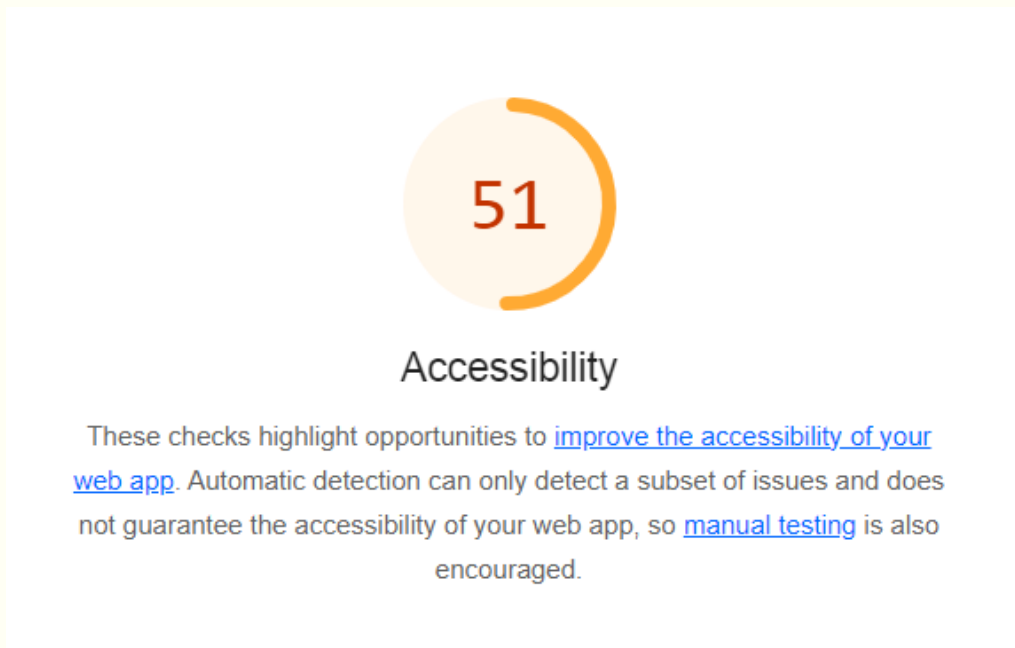 51
Accessibility
These checks highlight opportunities to improve the accessibility of your
web app. Automatic detection can only detect a subset of issues and does
not guarantee the accessibility of your web app, so manual testing is also
encouraged.